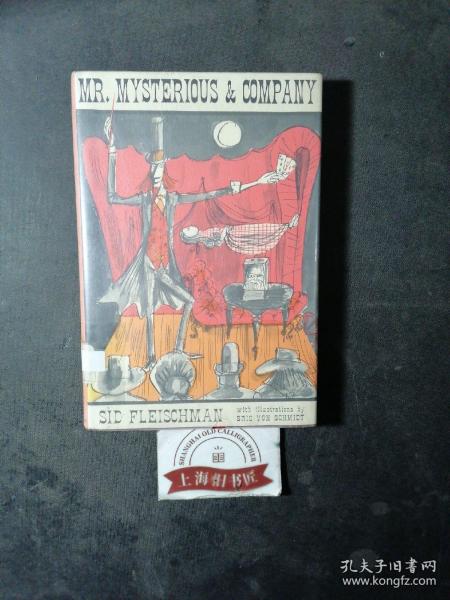 MR. MYSTERIOUS & COMPANY
SID FLEISCHMAN
with illustrations by
ERIC VON SCHMIDT
SHANGHAI OLD CALLIGRAPHER
上海旧书匠
孔夫子旧书网
www.kongfz.com